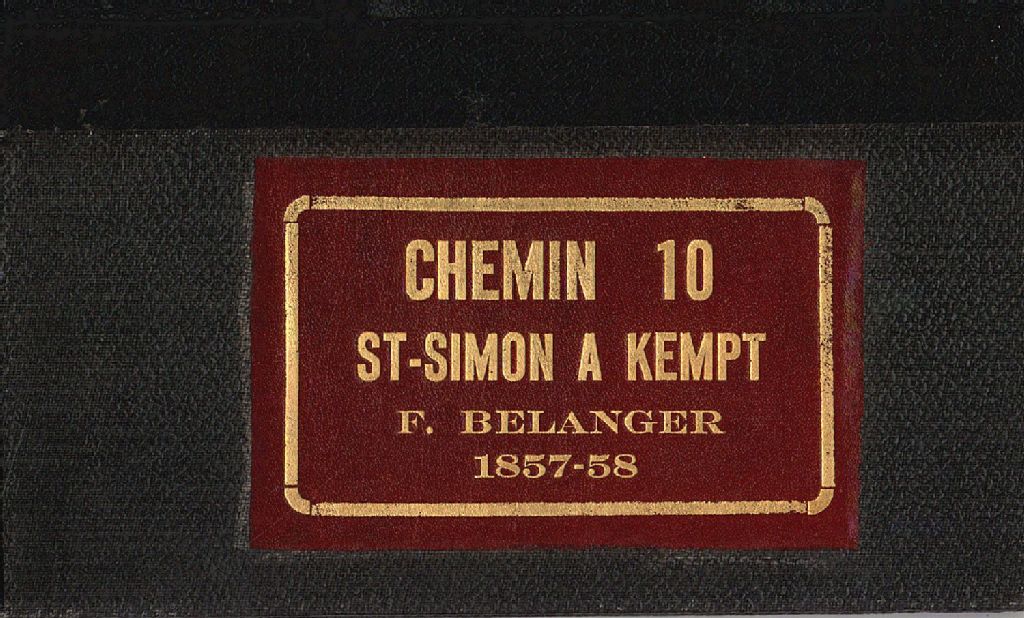 CHEMIN 10
ST-SIMON A KEMPT
F. BELANGER
1857-58